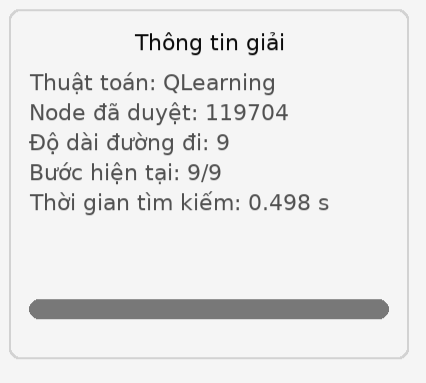 Thông tin giải
Thuật toán: QLearning
Node đã duyệt: 119704
Độ dài đường đi: 9
Bước hiện tại: 9/9
Thời gian tìm kiếm: 0.498 s